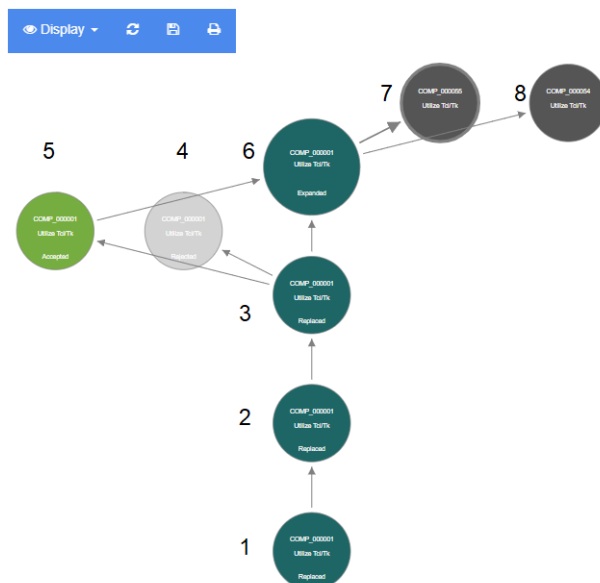 Display
7
COMP_000055
Utilize Tcl/Tk
8
COMP_000054
Utilize Tcl/Tk
5
4
6
COMP_000001
Utilize Tcl/Tk
Expanded
COMP_000001
Utilize Tcl/Tk
Accepted
COMP_000001
Utilize Tcl/Tk
Rejected
3
COMP_000001
Utilize Tcl/Tk
Replaced
2
COMP_000001
Utilize Tcl/Tk
Replaced
1
COMP_000001
Utilize Tcl/Tk
Replaced